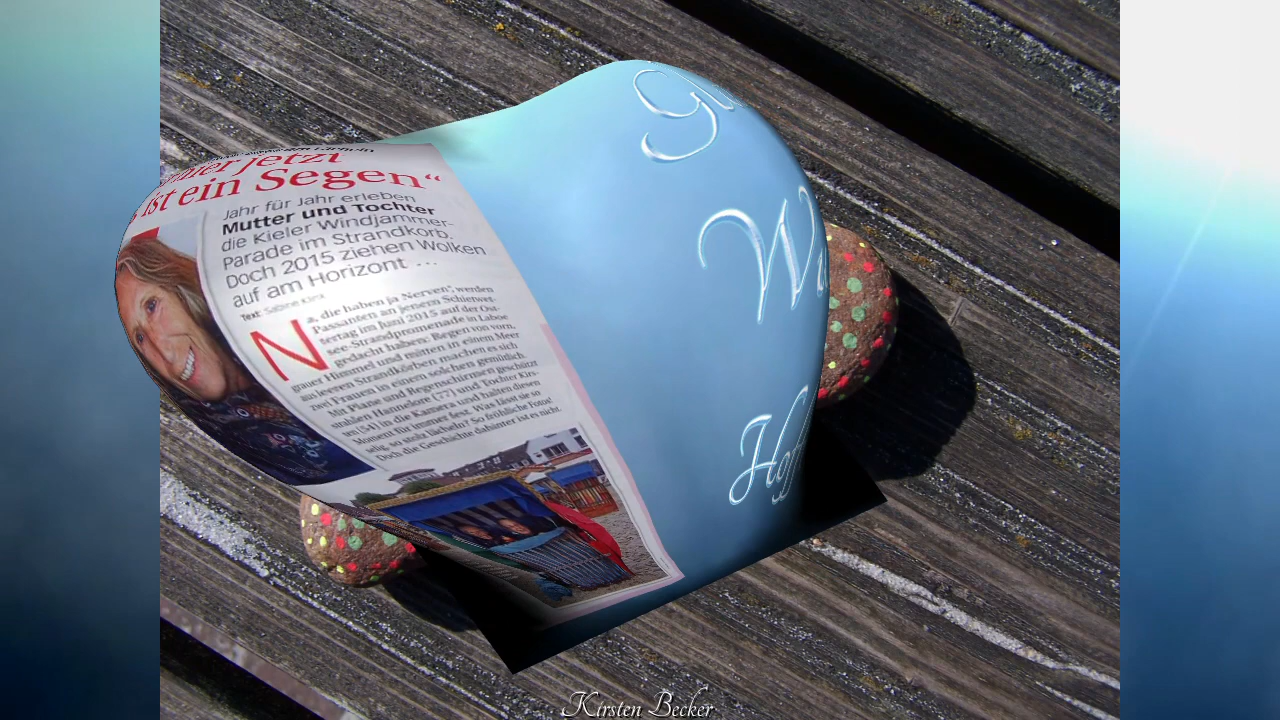 jetzt
ist ein Segen“
Jahr für Jahr erleben
Mutter und Tochter
die Kieler Windjammer-
Parade im Strandkorb.
Doch 2015 ziehen Wolken
auf am Horizont ...
Text: Sabine
Na, die haben ja Nerven“, werden
Passanten an jenem Schietwet-
tertag im Juni 2015 auf der Ost-
see-Strandpromenade in Laboe
gedacht haben: Regen von vorn,
grauer Himmel und mitten in einem Meer
an leeren Strandkörben machen es sich
zwei Frauen in einem solchen gemütlich.
Mit Plane und Regenschirmen geschützt
strahlen Hannelore (77) und Tochter Kirs-
ten (54) in die Kamera und halten diesen
Moment für immer fest. Was lässt sie so
selig, so stolz lächeln? So fröhliche Fotos!
Doch die Geschichte dahinter ist es nicht.
Kirsten Becker